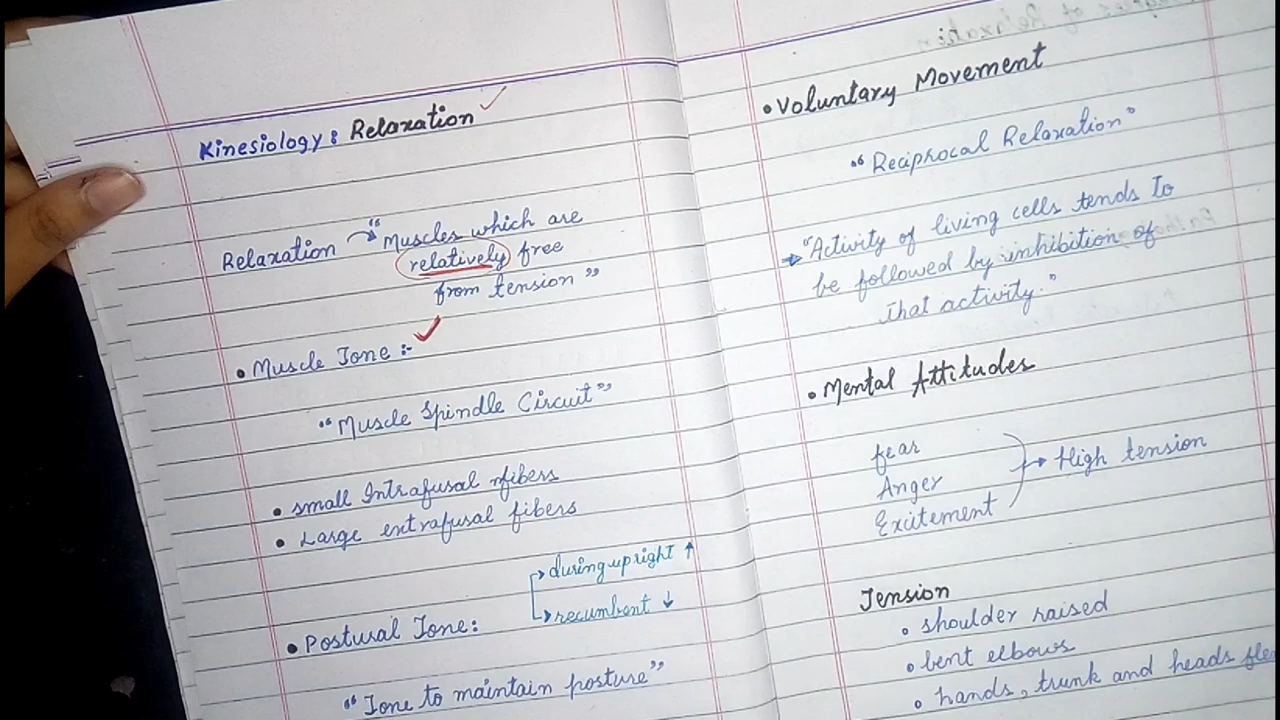 Kinesiology: Relaxation
Relaxation → "Muscles which are
relatively free
from tension"
• Muscle Tone :-
"Muscle Spindle Circuit"
• small Intrafusal fibers
• Large extrafusal fibers
→ during upright ↑
→ recumbent ↓
• Postural Tone:
"Tone to maintain posture"
• Voluntary Movement
"Reciprocal Relaxation"
→ "Activity of living cells tends to
be followed by inhibition of
that activity."
• Mental Attitudes
fear
Anger
Excitement
→ High tension
Tension
• shoulder raised
• bent elbows
• hands, trunk and heads